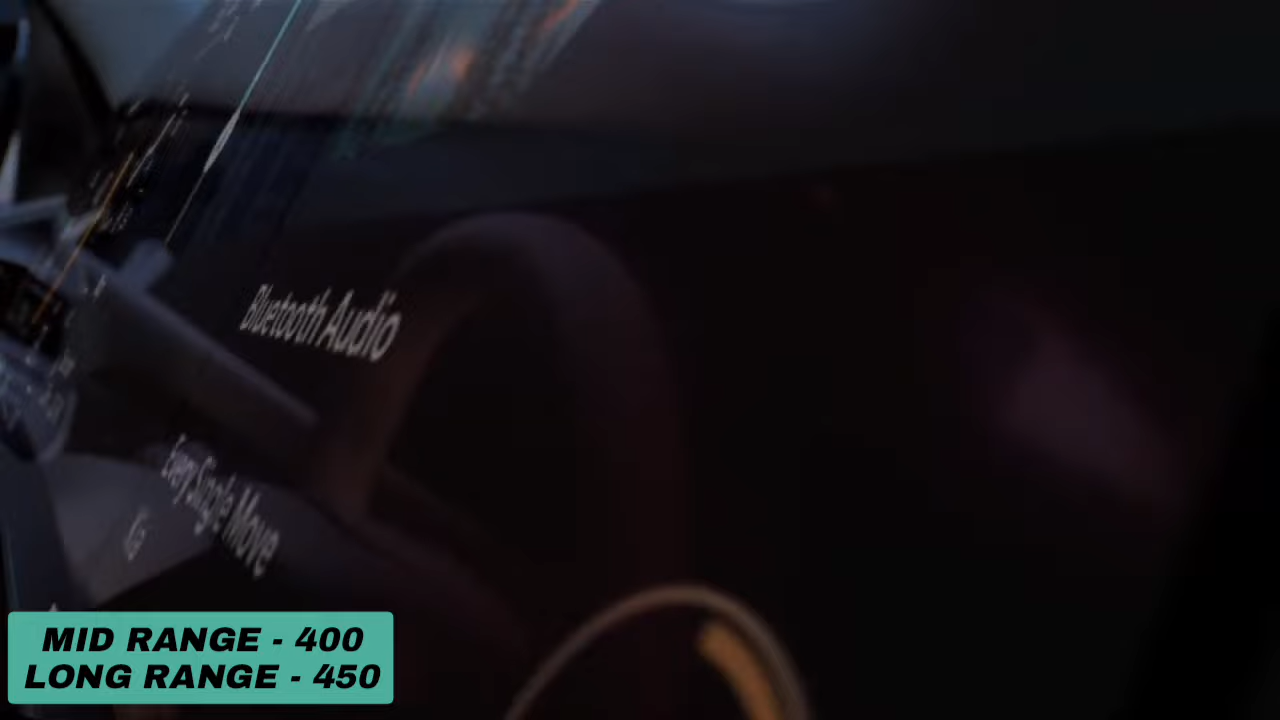 Bluetooth Audio
Every Single Move
MID RANGE - 400
LONG RANGE - 450